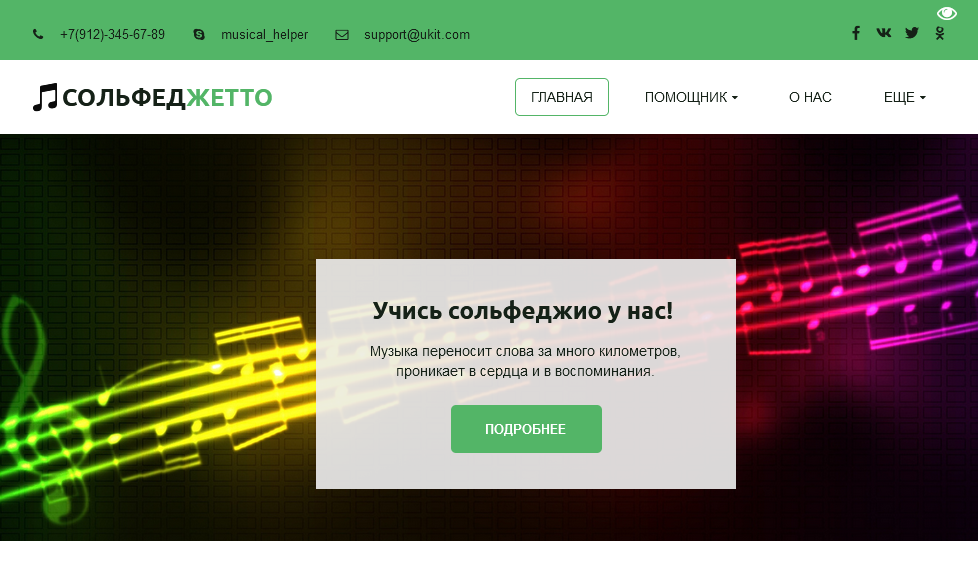 +7(912)-345-67-89 musical_helper support@ukit.com
СОЛЬФЕДЖЕТТО ГЛАВНАЯ ПОМОЩНИК О НАС ЕЩЕ
Учись сольфеджио у нас!
Музыка переносит слова за много километров,
проникает в сердца и в воспоминания.
ПОДРОБНЕЕ